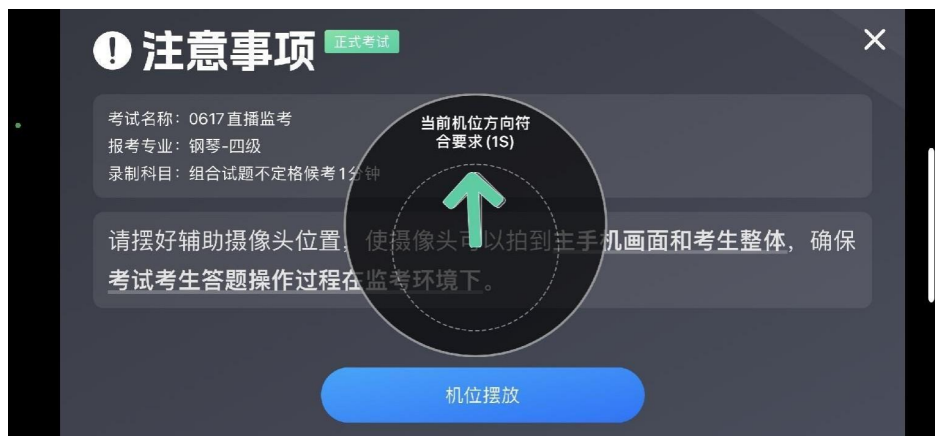 注意事项 正式考试
考试名称：0617直播监考
报考专业：钢琴-四级
录制科目：组合试题不定格候考1分钟
当前机位方向符
合要求(1S)
请摆好辅助摄像头位置，使摄像头可以拍到主手机画面和考生整体，确保
考试考生答题操作过程在监考环境下。
机位摆放